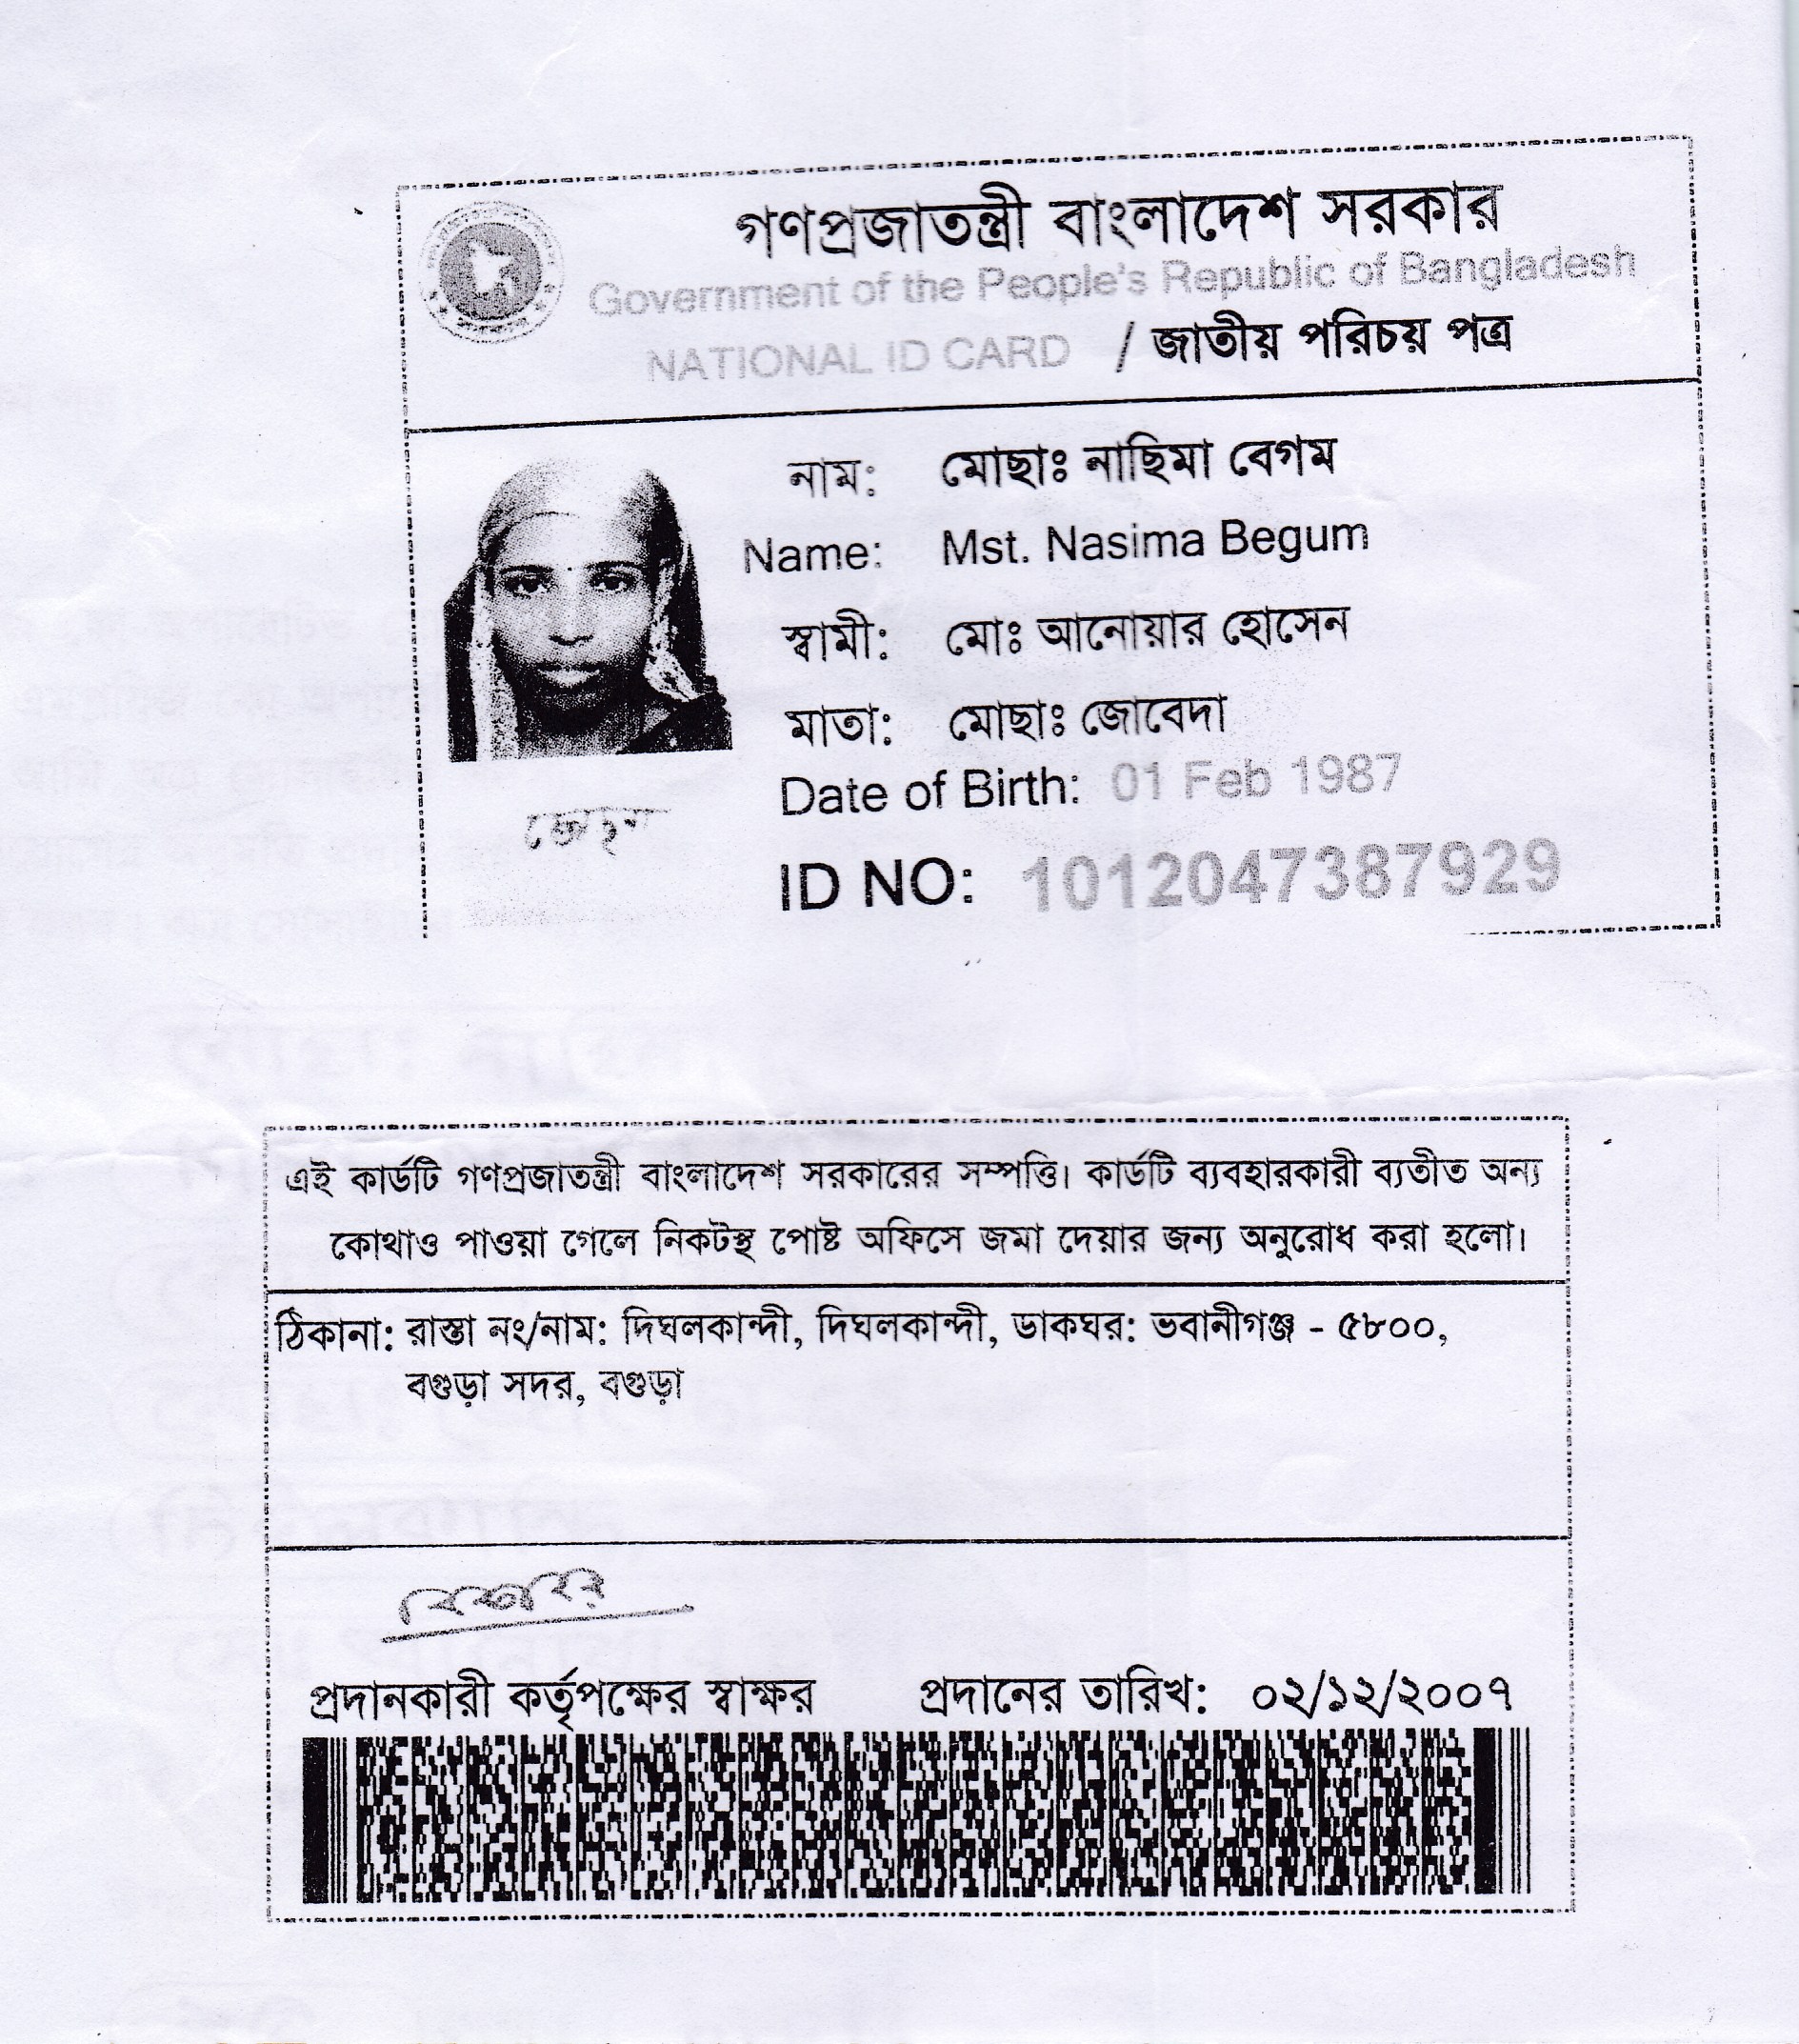 গণপ্রজাতন্ত্রী বাংলাদেশ সরকার
Government of the People's Republic of Bangladesh
NATIONAL ID CARD / জাতীয় পরিচয় পত্র
নাম: মোছাঃ নাছিমা বেগম
Name: Mst. Nasima Begum
স্বামী: মোঃ আনোয়ার হোসেন
মাতা: মোছাঃ জোবেদা
Date of Birth: 01 Feb 1987
ID NO: 1012047387929
এই কার্ডটি গণপ্রজাতন্ত্রী বাংলাদেশ সরকারের সম্পত্তি। কার্ডটি ব্যবহারকারী ব্যতীত অন্য
কোথাও পাওয়া গেলে নিকটস্থ পোষ্ট অফিসে জমা দেয়ার জন্য অনুরোধ করা হলো।
ঠিকানা: রাস্তা নং/নাম: দিঘলকান্দী, দিঘলকান্দী, ডাকঘর: ভবানীগঞ্জ - ৫৮০০,
বগুড়া সদর, বগুড়া
প্রদানকারী কর্তৃপক্ষের স্বাক্ষর প্রদানের তারিখ: ০২/১২/২০০৭